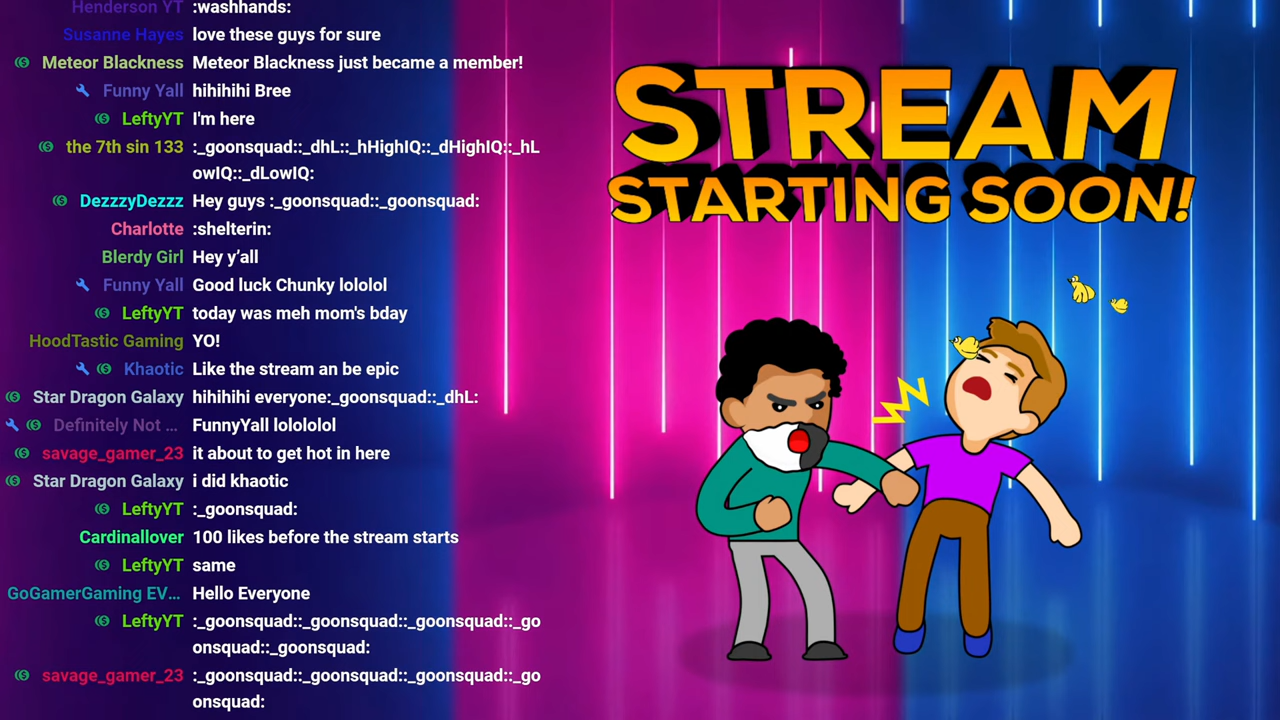 Henderson YT :washhands:
Susanne Hayes love these guys for sure
Meteor Blackness Meteor Blackness just became a member!
Funny Yall hihihihi Bree
LeftyYT I'm here
the 7th sin 133 :_goonsquad::_dhL::_hHighIQ::_dHighIQ::_hL
owIQ::_dLowIQ:
DezzzyDezzz Hey guys :_goonsquad::_goonsquad:
Charlotte :shelterin:
Blerdy Girl Hey y’all
Funny Yall Good luck Chunky lololol
LeftyYT today was meh mom's bday
HoodTastic Gaming YO!
Khaotic Like the stream an be epic
Star Dragon Galaxy hihihihi everyone:_goonsquad::_dhL:
Definitely Not ... FunnyYall lolololol
savage_gamer_23 it about to get hot in here
Star Dragon Galaxy i did khaotic
LeftyYT :_goonsquad:
Cardinallover 100 likes before the stream starts
LeftyYT same
GoGamerGaming EV... Hello Everyone
LeftyYT :_goonsquad::_goonsquad::_goonsquad::_go
onsquad::_goonsquad:
savage_gamer_23 :_goonsquad::_goonsquad::_goonsquad::_go
onsquad:
STREAM
STARTING SOON!